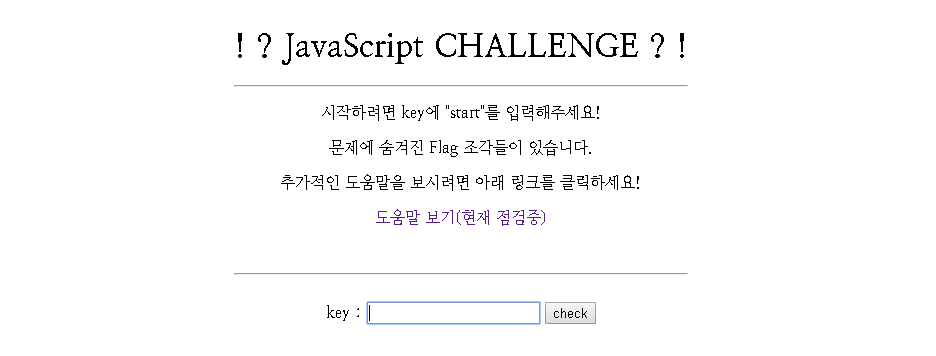 ! ? JavaScript CHALLENGE ? !
시작하려면 key에 "start"를 입력해주세요!
문제에 숨겨진 Flag 조각들이 있습니다.
추가적인 도움말을 보시려면 아래 링크를 클릭하세요!
도움말 보기(현재 점검중)
key : check